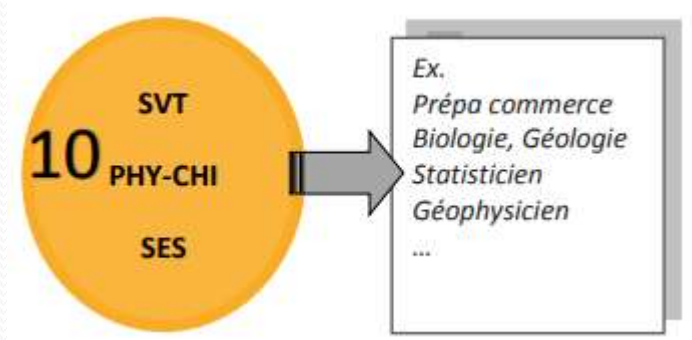 SVT
10 PHY-CHI
SES
Ex.
Prépa commerce
Biologie, Géologie
Statisticien
Géophysicien
...